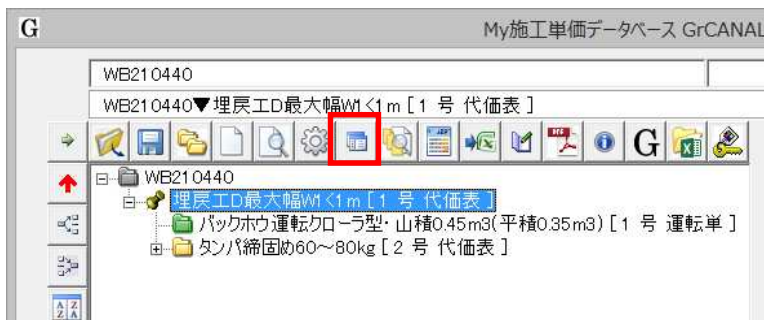 G My施工単価データベース GrCANAL
WB210440
WB210440▼埋戻工D最大幅W1<1m [ 1 号 代価表 ]
G
WB210440
埋戻工D最大幅W1<1m [ 1 号 代価表 ]
バックホウ運転クローラ型・山積0.45m3(平積0.35m3) [ 1 号 運転単 ]
タンパ締固め60～80kg [ 2 号 代価表 ]